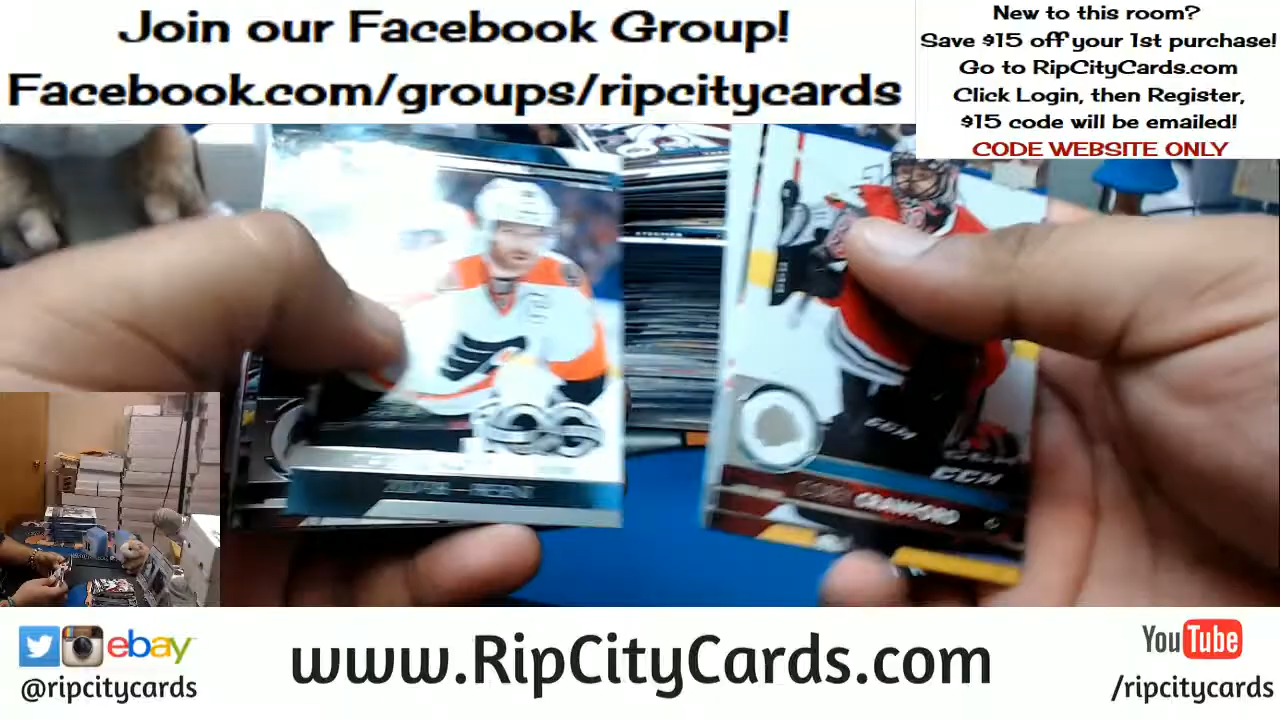 Join our Facebook Group!
Facebook.com/groups/ripcitycards
New to this room?
Save $15 off your 1st purchase!
Go to RipCityCards.com
Click Login, then Register,
$15 code will be emailed!
CODE WEBSITE ONLY
CCM
CCM
CRAWFORD
ebay
@ripcitycards
www.RipCityCards.com
YouTube
/ripcitycards